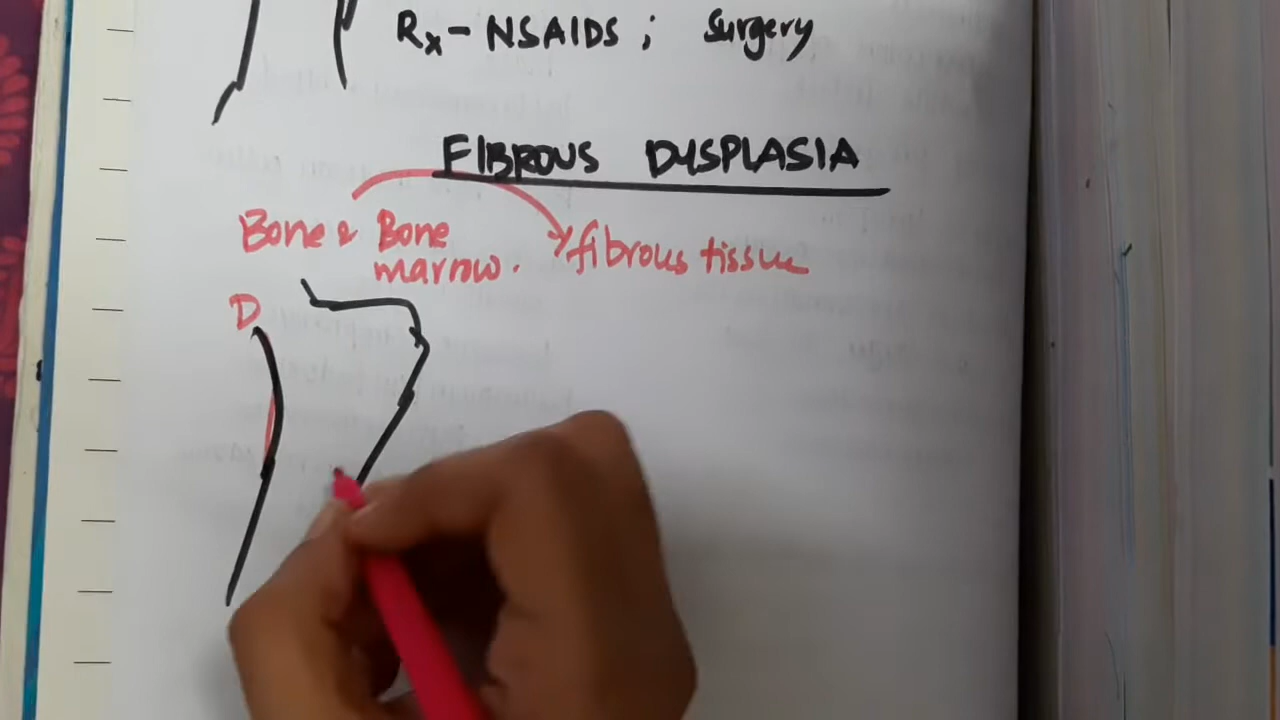 Rx - NSAIDS ; Surgery
FIBROUS DYSPLASIA
Bone & Bone marrow. fibrous tissue
D